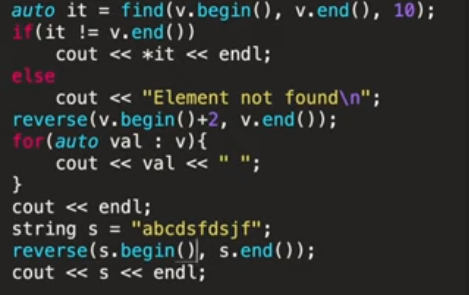 auto it = find(v.begin(), v.end(), 10);
if(it != v.end())
    cout << *it << endl;
else
    cout << "Element not found\n";
reverse(v.begin()+2, v.end());
for(auto val : v){
    cout << val << " ";
}
cout << endl;
string s = "abcdsfdsjf";
reverse(s.begin(), s.end());
cout << s << endl;